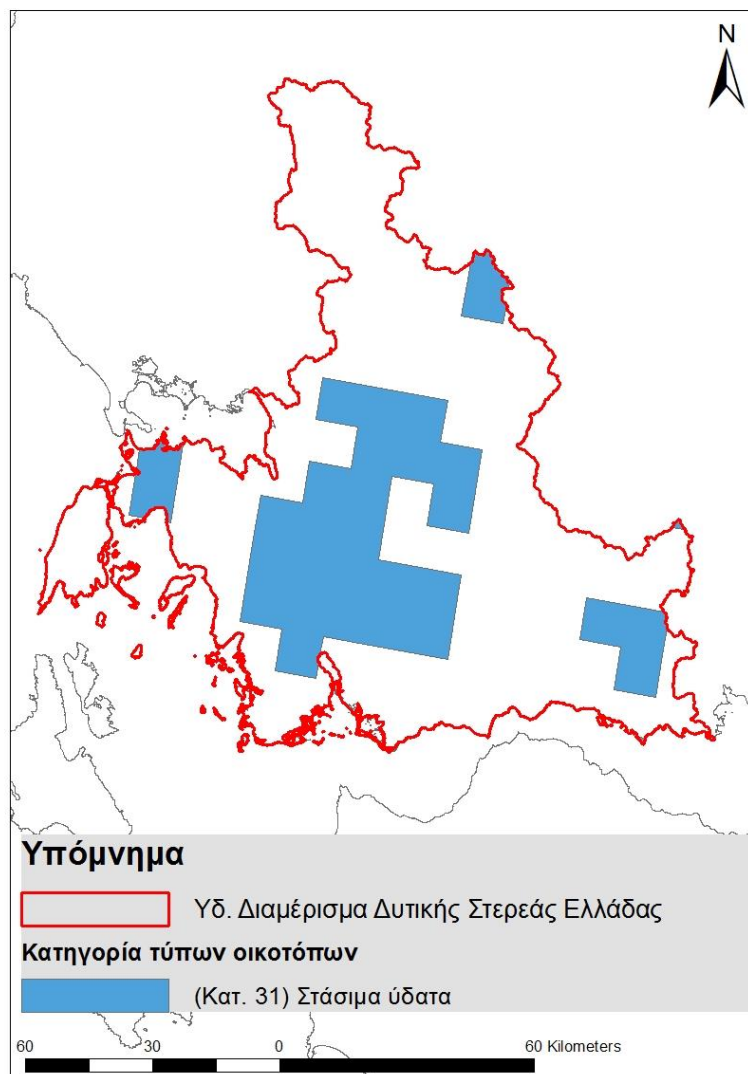 N
Υπόμνημα
Υδ. Διαμέρισμα Δυτικής Στερεάς Ελλάδας
Κατηγορία τύπων οικοτόπων
(Κατ. 31) Στάσιμα ύδατα
60 30 0 60 Kilometers